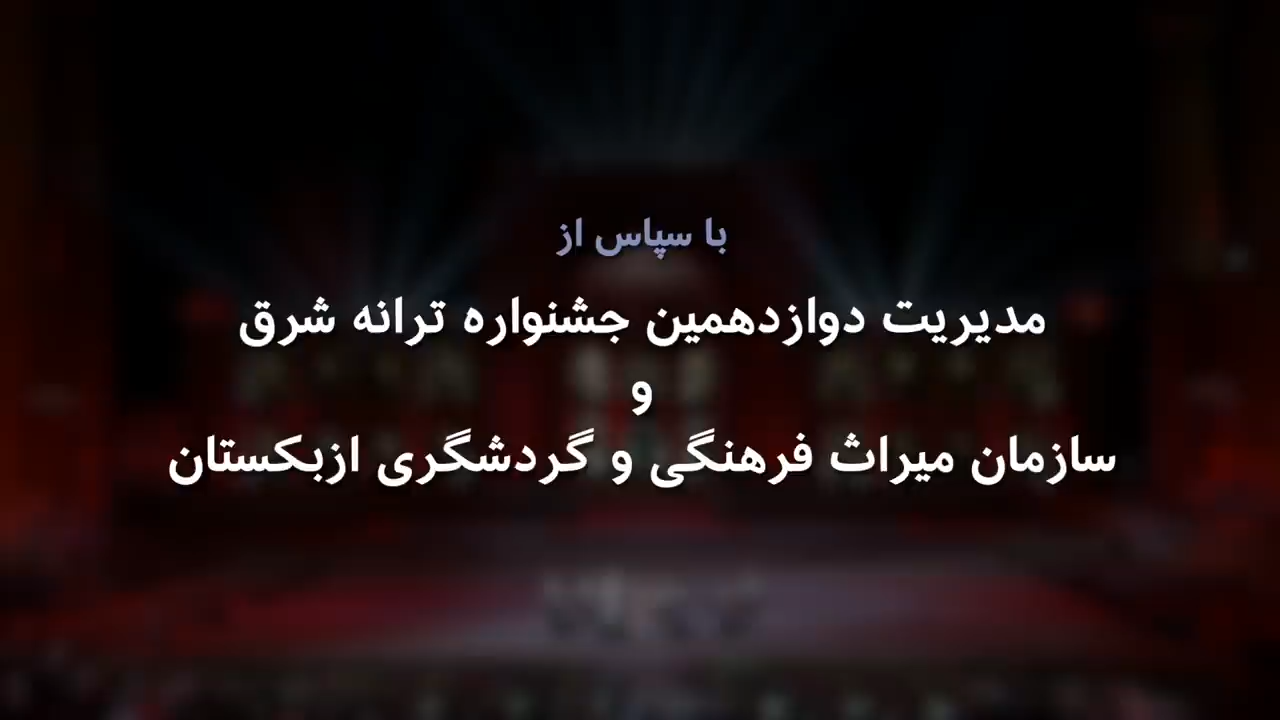 با سپاس از
مدیریت دوازدهمین جشنواره ترانه شرق
و
سازمان میراث فرهنگی و گردشگری ازبکستان